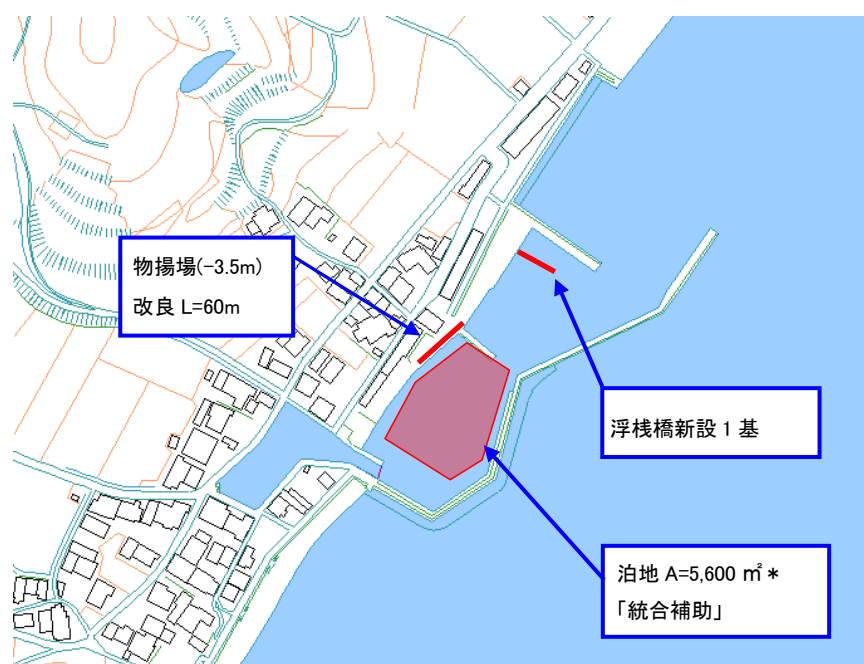 物揚場(-3.5m)
改良 L=60m
浮桟橋新設 1 基
泊地 A=5,600 ㎡*
「統合補助」